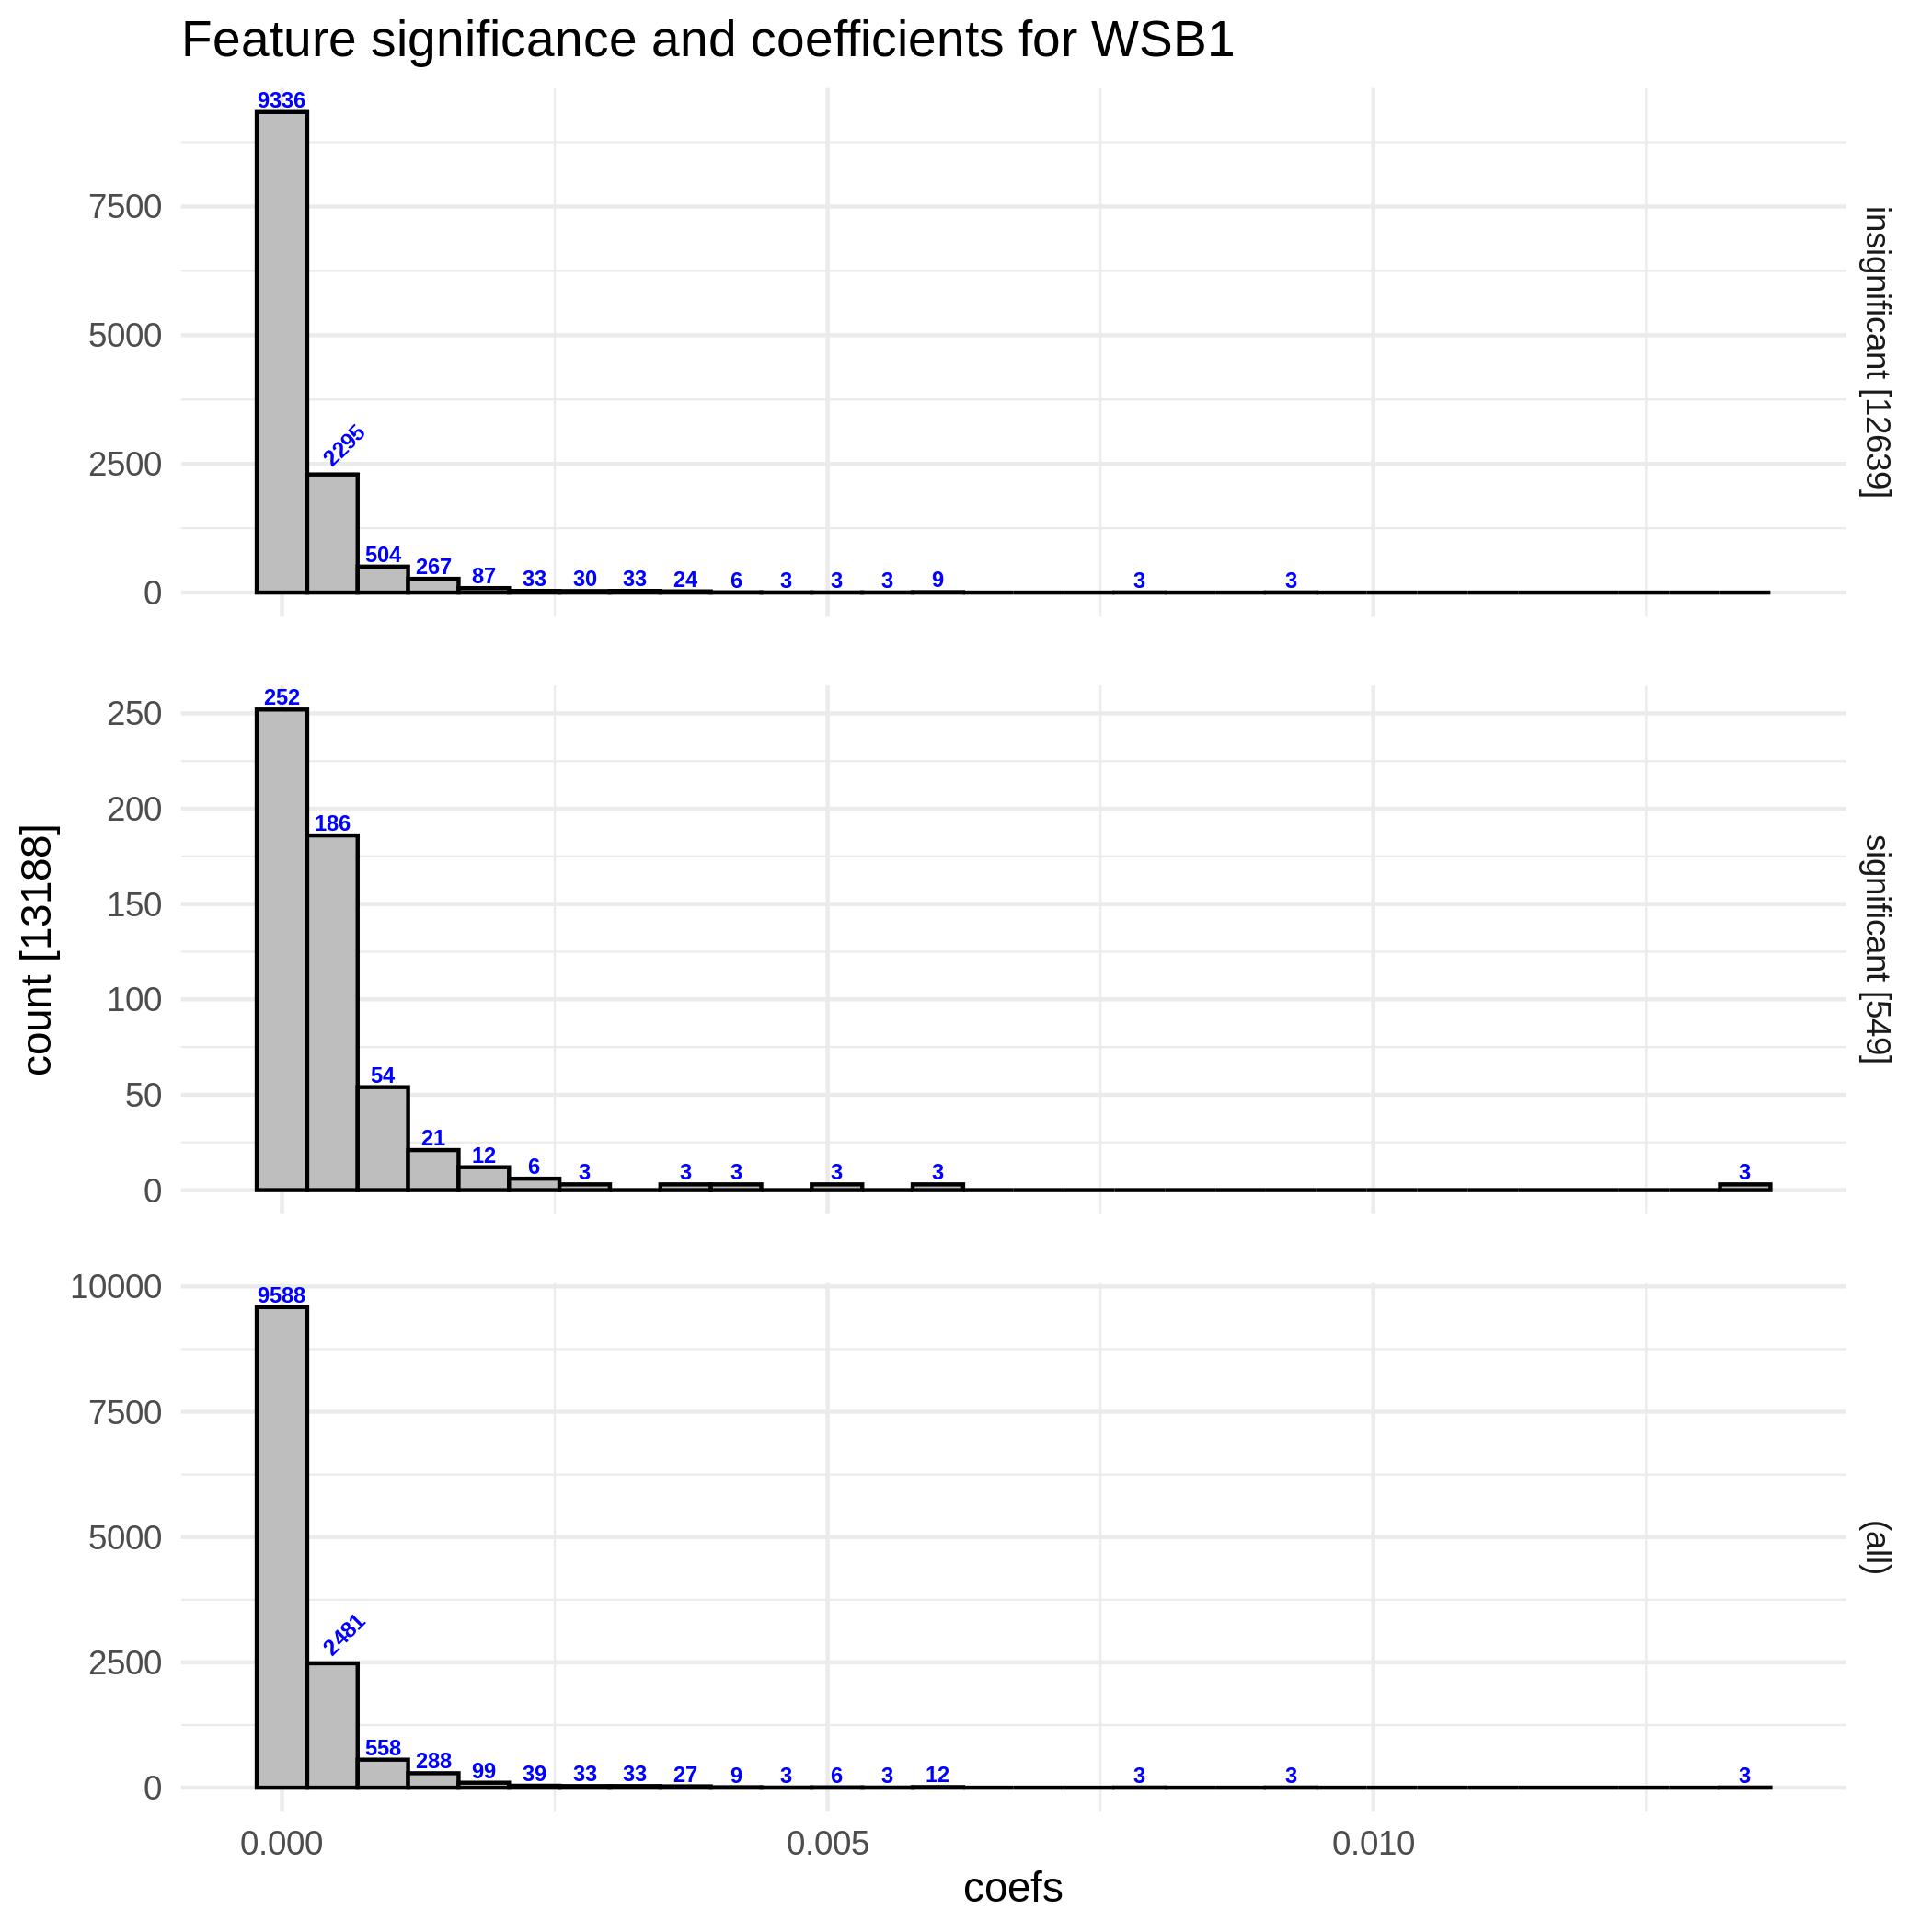 Feature significance and coefficients for WSB1
9336
7500
5000
2500
0
2295
504 267 87 33 30 33 24 6 3 3 3 9 3 3
insignificant [12639]
count [13188]
252
250
200
150
100
50
0
186
54
21
12
6
3 3 3 3 3 3
significant [549]
10000
9588
7500
5000
2500
0
2481
558 288 99 39 33 33 27 9 3 6 3 12 3 3 3
(all)
0.000 0.005 0.010
coefs